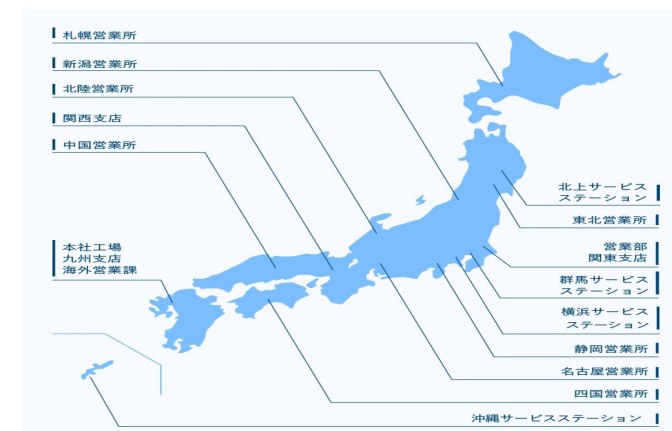 札幌営業所
新潟営業所
北陸営業所
関西支店
中国営業所
本社工場
九州支店
海外営業課
北上サービス
ステーション
東北営業所
営業部
関東支店
群馬サービス
ステーション
横浜サービス
ステーション
静岡営業所
名古屋営業所
四国営業所
沖縄サービスステーション